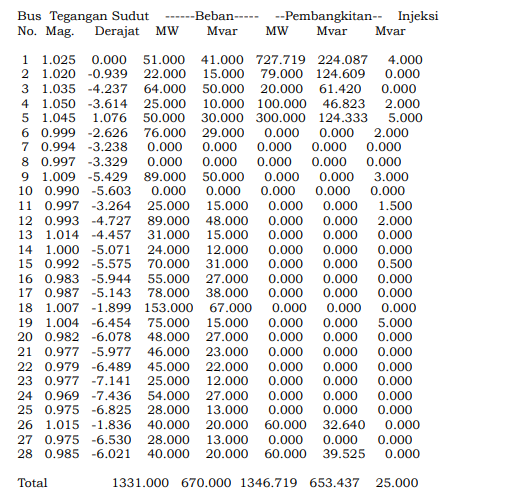 Bus Tegangan Sudut ------Beban----- --Pembangkitan-- Injeksi
No. Mag. Derajat MW Mvar MW Mvar Mvar
1 1.025 0.000 51.000 41.000 727.719 224.087 4.000
2 1.020 -0.939 22.000 15.000 79.000 124.609 0.000
3 1.035 -4.237 64.000 50.000 20.000 61.420 0.000
4 1.050 -3.614 25.000 10.000 100.000 46.823 2.000
5 1.045 1.076 50.000 30.000 300.000 124.333 5.000
6 0.999 -2.626 76.000 29.000 0.000 0.000 2.000
7 0.994 -3.238 0.000 0.000 0.000 0.000 0.000
8 0.997 -3.329 0.000 0.000 0.000 0.000 0.000
9 1.009 -5.429 89.000 50.000 0.000 0.000 3.000
10 0.990 -5.603 0.000 0.000 0.000 0.000 0.000
11 0.997 -3.264 25.000 15.000 0.000 0.000 1.500
12 0.993 -4.727 89.000 48.000 0.000 0.000 2.000
13 1.014 -4.457 31.000 15.000 0.000 0.000 0.000
14 1.000 -5.071 24.000 12.000 0.000 0.000 0.000
15 0.992 -5.575 70.000 31.000 0.000 0.000 0.500
16 0.983 -5.944 55.000 27.000 0.000 0.000 0.000
17 0.987 -5.143 78.000 38.000 0.000 0.000 0.000
18 1.007 -1.899 153.000 67.000 0.000 0.000 0.000
19 1.004 -6.454 75.000 15.000 0.000 0.000 5.000
20 0.982 -6.078 48.000 27.000 0.000 0.000 0.000
21 0.977 -5.977 46.000 23.000 0.000 0.000 0.000
22 0.979 -6.489 45.000 22.000 0.000 0.000 0.000
23 0.977 -7.141 25.000 12.000 0.000 0.000 0.000
24 0.969 -7.436 54.000 27.000 0.000 0.000 0.000
25 0.975 -6.825 28.000 13.000 0.000 0.000 0.000
26 1.015 -1.836 40.000 20.000 60.000 32.640 0.000
27 0.975 -6.530 28.000 13.000 0.000 0.000 0.000
28 0.985 -6.021 40.000 20.000 60.000 39.525 0.000
Total 1331.000 670.000 1346.719 653.437 25.000